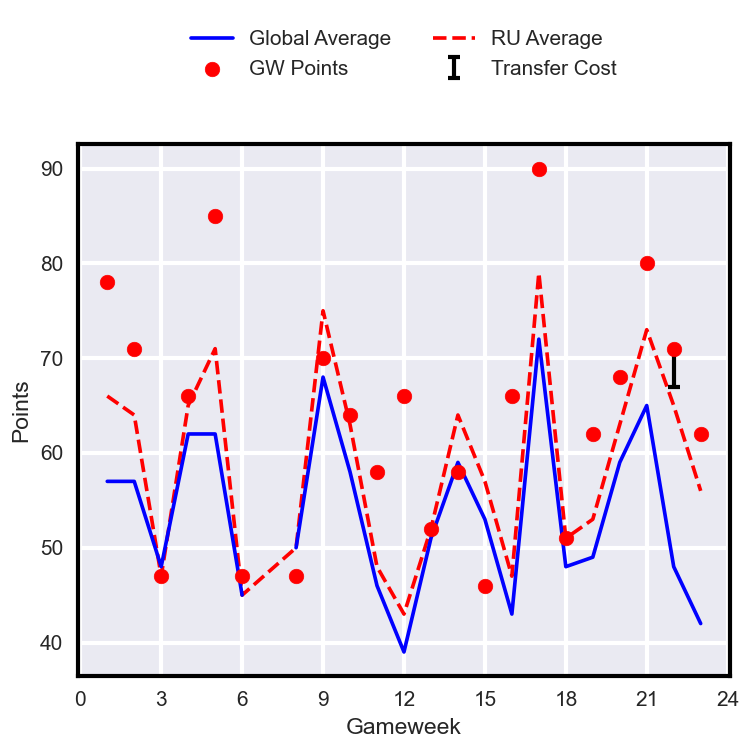 Global Average
RU Average
GW Points
Transfer Cost
90
80
70
60
50
40
Points
0 3 6 9 12 15 18 21 24
Gameweek